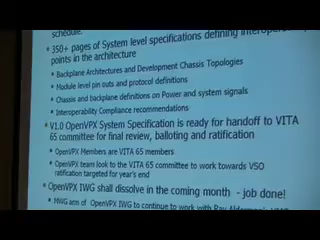 schedule.
350+ pages of System level specifications defining
points in the architecture
Backplane Architectures and Development Chassis Topologies
Module level pin outs and protocol definitions
Chassis and backplane definitions on Power and system signals
Interoperability Compliance recommendations
V1.0 OpenVPX System Specification is ready for handoff to VITA
65 committee for final review, balloting and ratification
OpenVPX Members are VITA 65 members
OpenVPX team look to the VITA 65 committee to work towards VSO
ratification targeted for year's end
OpenVPX IWG shall dissolve in the coming month - job done!
MWG arm of OpenVPX IWG to continue to work with Ray